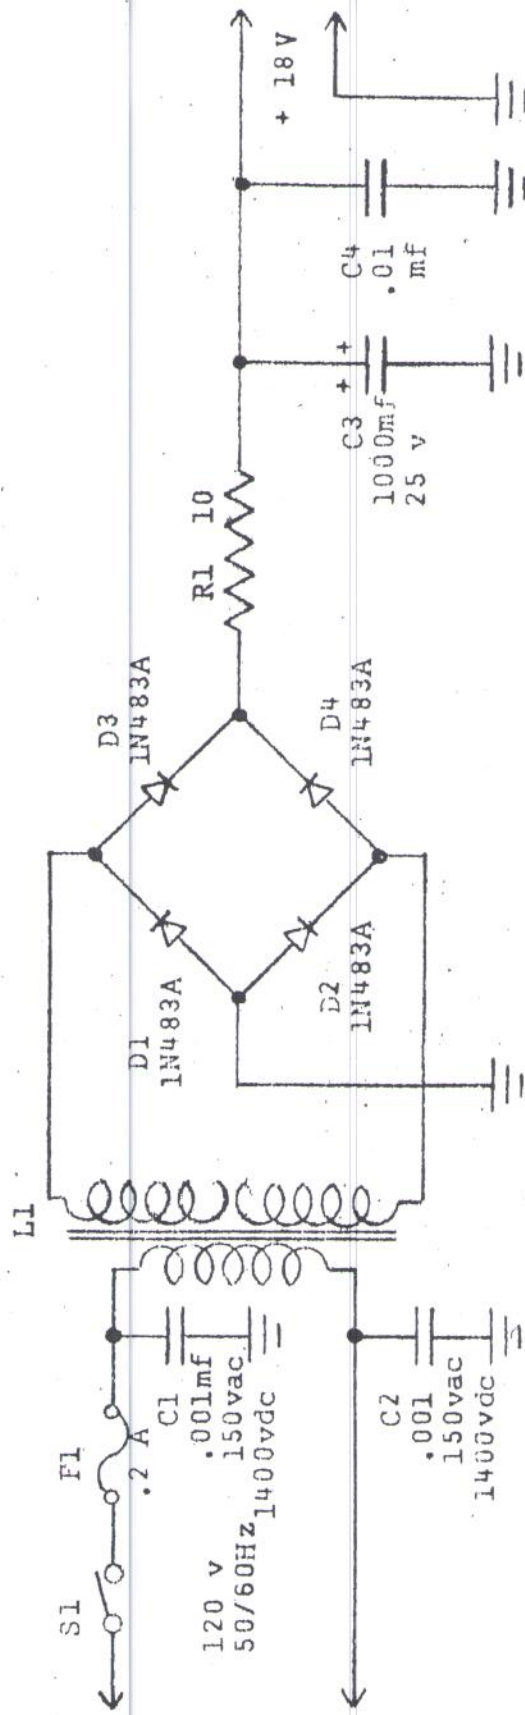 S1
F1
.2 A
120 v
50/60Hz
C1
.001mf
150vac
1400vdc
C2
.001
150vac
1400vdc
L1
D1
1N483A
D2
1N483A
D3
1N483A
D4
1N483A
R1 10
C3
1000mf
25 v
+ +
C4
.01
mf
+ 18V